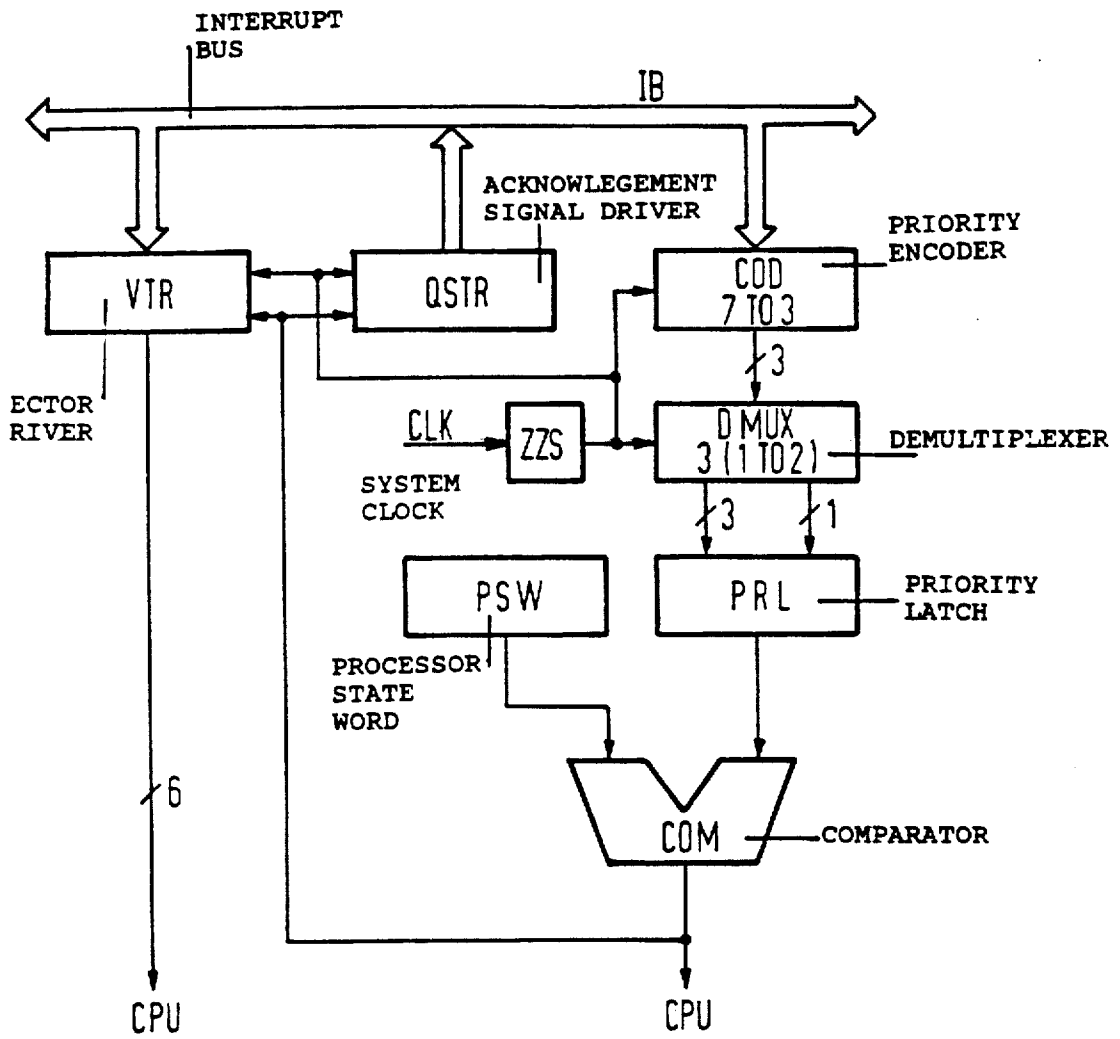 INTERRUPT
BUS
IB
ACKNOWLEGEMENT
SIGNAL DRIVER
PRIORITY
ENCODER
VTR
QSTR
COD
7 TO 3
3
ECTOR
RIVER
CLK
ZZS
SYSTEM
CLOCK
D MUX
3 (1 TO 2)
DEMULTIPLEXER
3
1
PSW
PRL
PRIORITY
LATCH
PROCESSOR
STATE
WORD
6
COM
COMPARATOR
CPU
CPU